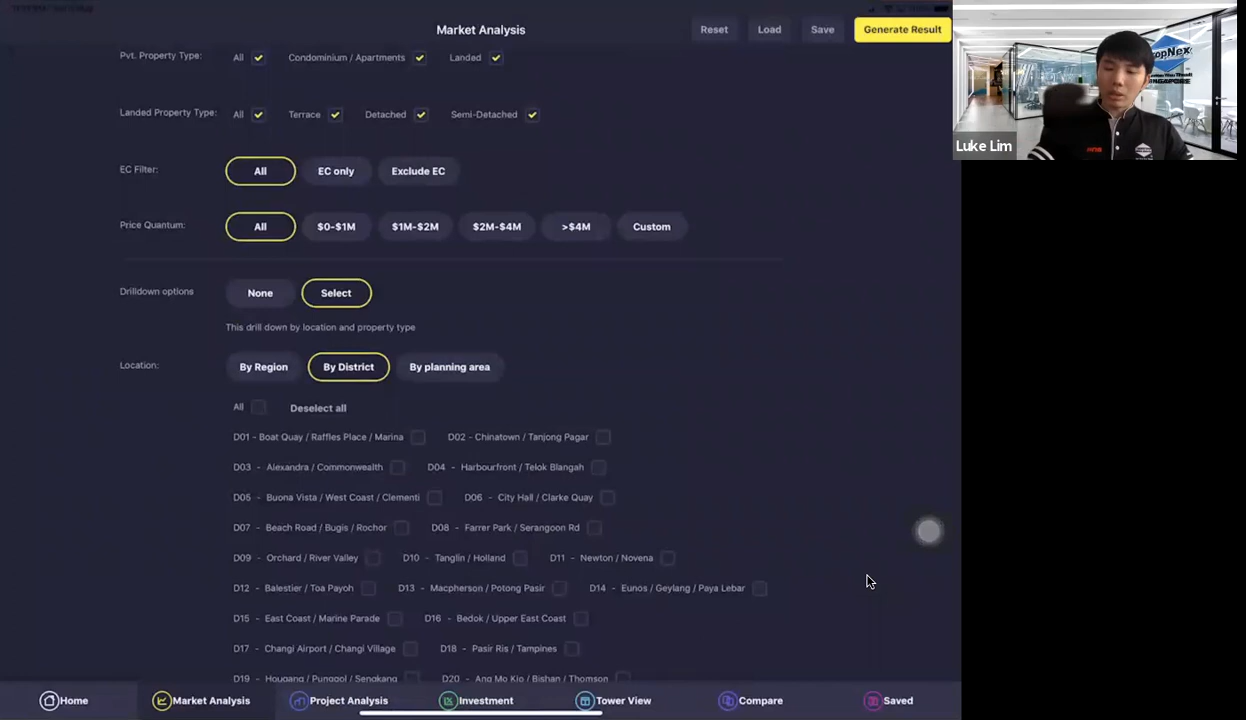 Market Analysis
Reset
Load
Save
Generate Result
Pvt. Property Type:
All
Condominium / Apartments
Landed
Landed Property Type:
All
Terrace
Detached
Semi-Detached
EC Filter:
All
EC only
Exclude EC
Price Quantum:
All
$0-$1M
$1M-$2M
$2M-$4M
>$4M
Custom
Drilldown options
None
Select
This drill down by location and property type
Location:
By Region
By District
By planning area
All
Deselect all
D01 - Boat Quay / Raffles Place / Marina
D02 - Chinatown / Tanjong Pagar
D03 - Alexandra / Commonwealth
D04 - Harbourfront / Telok Blangah
D05 - Buona Vista / West Coast / Clementi
D06 - City Hall / Clarke Quay
D07 - Beach Road / Bugis / Rochor
D08 - Farrer Park / Serangoon Rd
D09 - Orchard / River Valley
D10 - Tanglin / Holland
D11 - Newton / Novena
D12 - Balestier / Toa Payoh
D13 - Macpherson / Potong Pasir
D14 - Eunos / Geylang / Paya Lebar
D15 - East Coast / Marine Parade
D16 - Bedok / Upper East Coast
D17 - Changi Airport / Changi Village
D18 - Pasir Ris / Tampines
D19 - Hougang / Punggol / Sengkang
D20 - Ang Mo Kio / Bishan / Thomson
Home
Market Analysis
Project Analysis
Investment
Tower View
Compare
Saved
Luke Lim
SINGAPORE